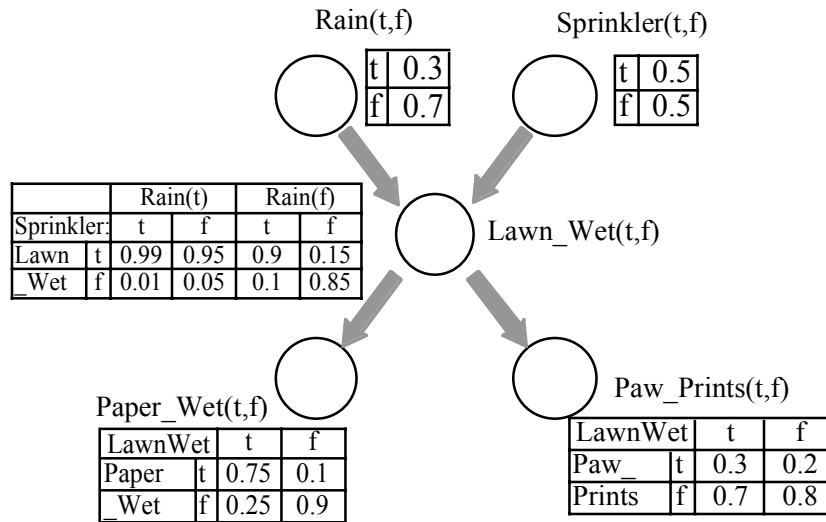 Rain(t,f)
Sprinkler(t,f)
t 0.3
f 0.7
t 0.5
f 0.5
Rain(t) Rain(f)
Sprinkler: t f t f
Lawn t 0.99 0.95 0.9 0.15
_Wet f 0.01 0.05 0.1 0.85
Lawn_Wet(t,f)
Paper_Wet(t,f)
LawnWet t f
Paper t 0.75 0.1
_Wet f 0.25 0.9
Paw_Prints(t,f)
LawnWet t f
Paw_ t 0.3 0.2
Prints f 0.7 0.8